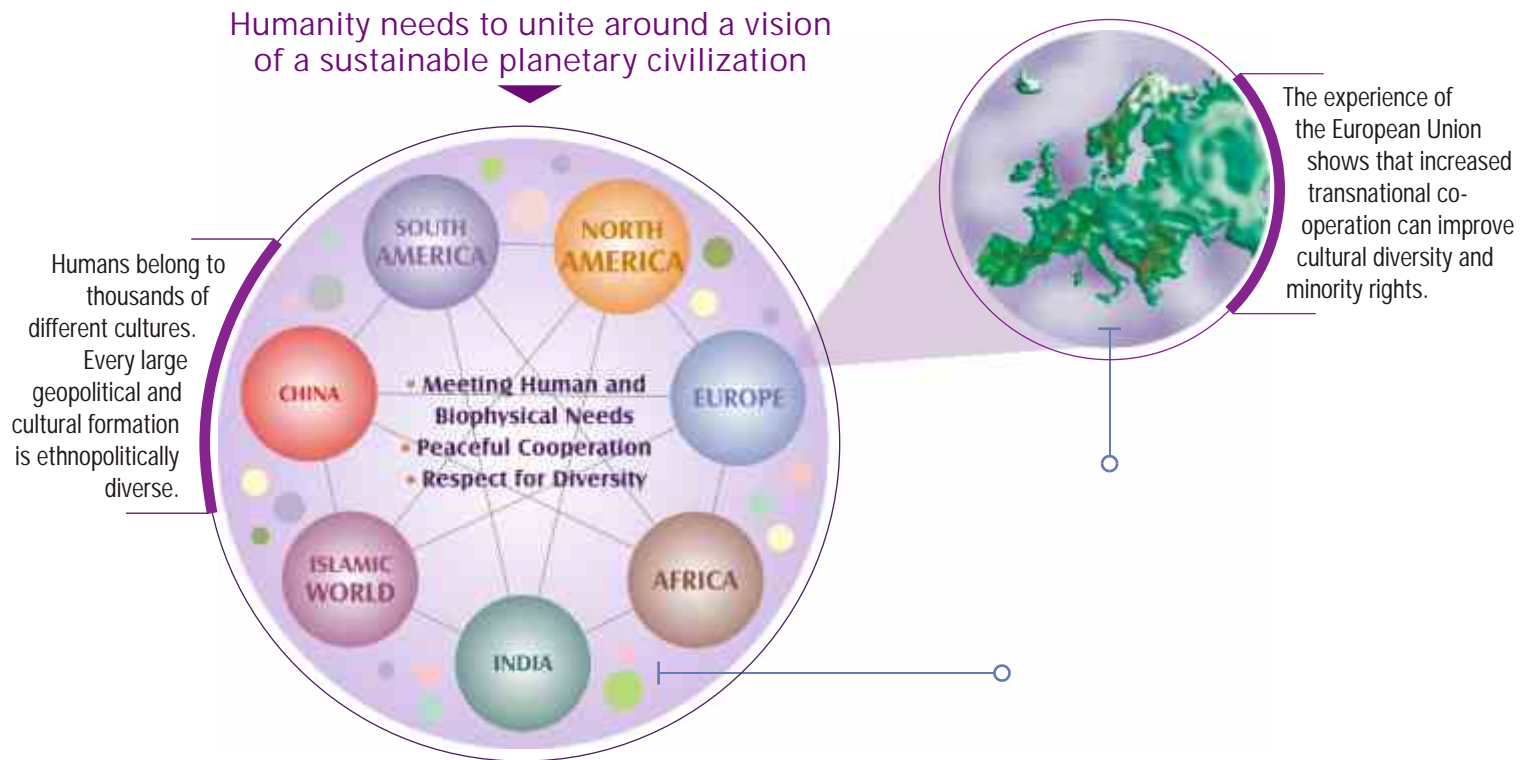 Humanity needs to unite around a vision
of a sustainable planetary civilization
Humans belong to
thousands of
different cultures.
Every large
geopolitical and
cultural formation
is ethnopolitically
diverse.
SOUTH
AMERICA
NORTH
AMERICA
CHINA
EUROPE
• Meeting Human and
Biophysical Needs
• Peaceful Cooperation
• Respect for Diversity
ISLAMIC
WORLD
AFRICA
INDIA
The experience of
the European Union
shows that increased
transnational co-
operation can improve
cultural diversity and
minority rights.